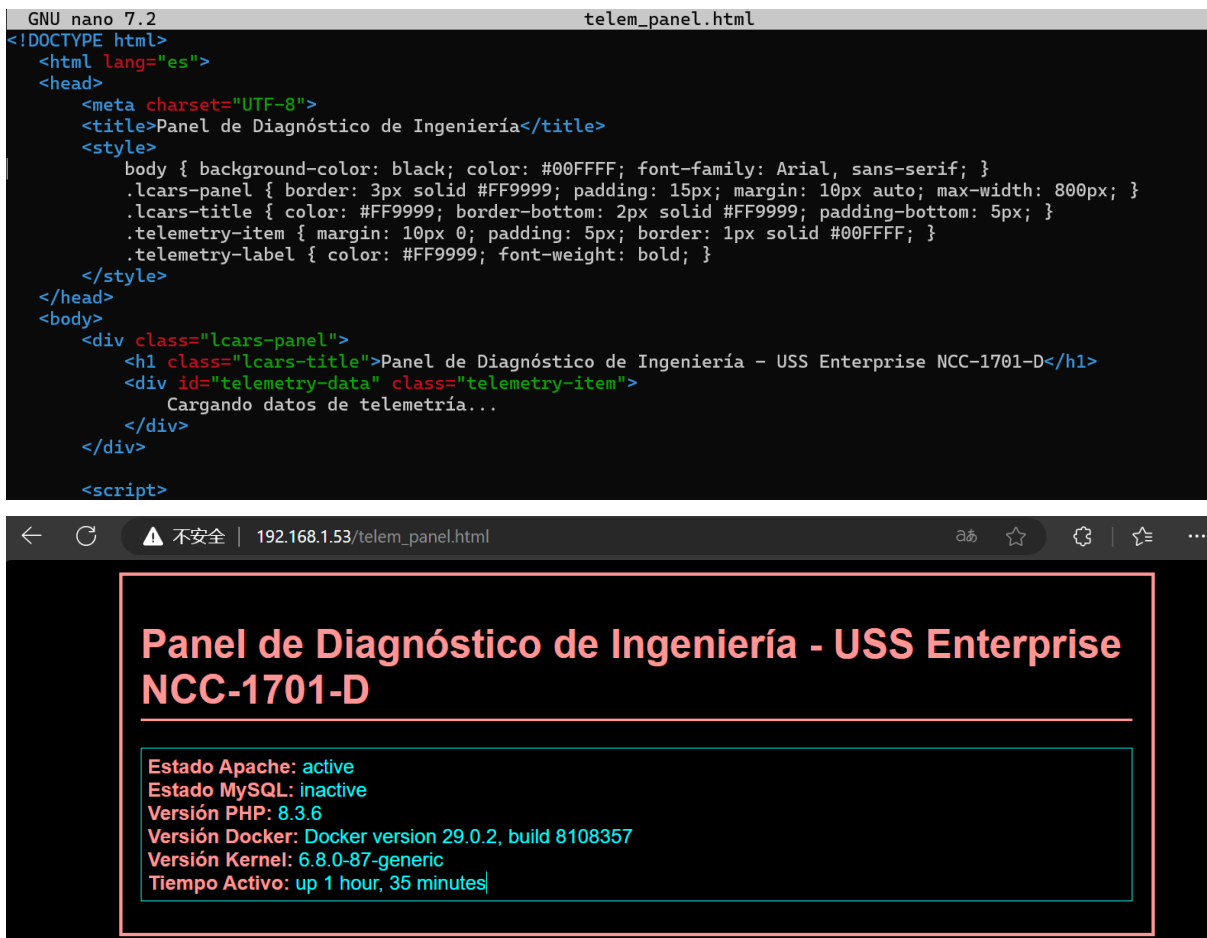 GNU nano 7.2 telem_panel.html
<!DOCTYPE html>
<html lang="es">
<head>
<meta charset="UTF-8">
<title>Panel de Diagnóstico de Ingeniería</title>
<style>
body { background-color: black; color: #00FFFF; font-family: Arial, sans-serif; }
.lcars-panel { border: 3px solid #FF9999; padding: 15px; margin: 10px auto; max-width: 800px; }
.lcars-title { color: #FF9999; border-bottom: 2px solid #FF9999; padding-bottom: 5px; }
.telemetry-item { margin: 10px 0; padding: 5px; border: 1px solid #00FFFF; }
.telemetry-label { color: #FF9999; font-weight: bold; }
</style>
</head>
<body>
<div class="lcars-panel">
<h1 class="lcars-title">Panel de Diagnóstico de Ingeniería - USS Enterprise NCC-1701-D</h1>
<div id="telemetry-data" class="telemetry-item">
Cargando datos de telemetría...
</div>
</div>
<script>
不安全 | 192.168.1.53/telem_panel.html aあ
Panel de Diagnóstico de Ingeniería - USS Enterprise
NCC-1701-D
Estado Apache: active
Estado MySQL: inactive
Versión PHP: 8.3.6
Versión Docker: Docker version 29.0.2, build 8108357
Versión Kernel: 6.8.0-87-generic
Tiempo Activo: up 1 hour, 35 minutes